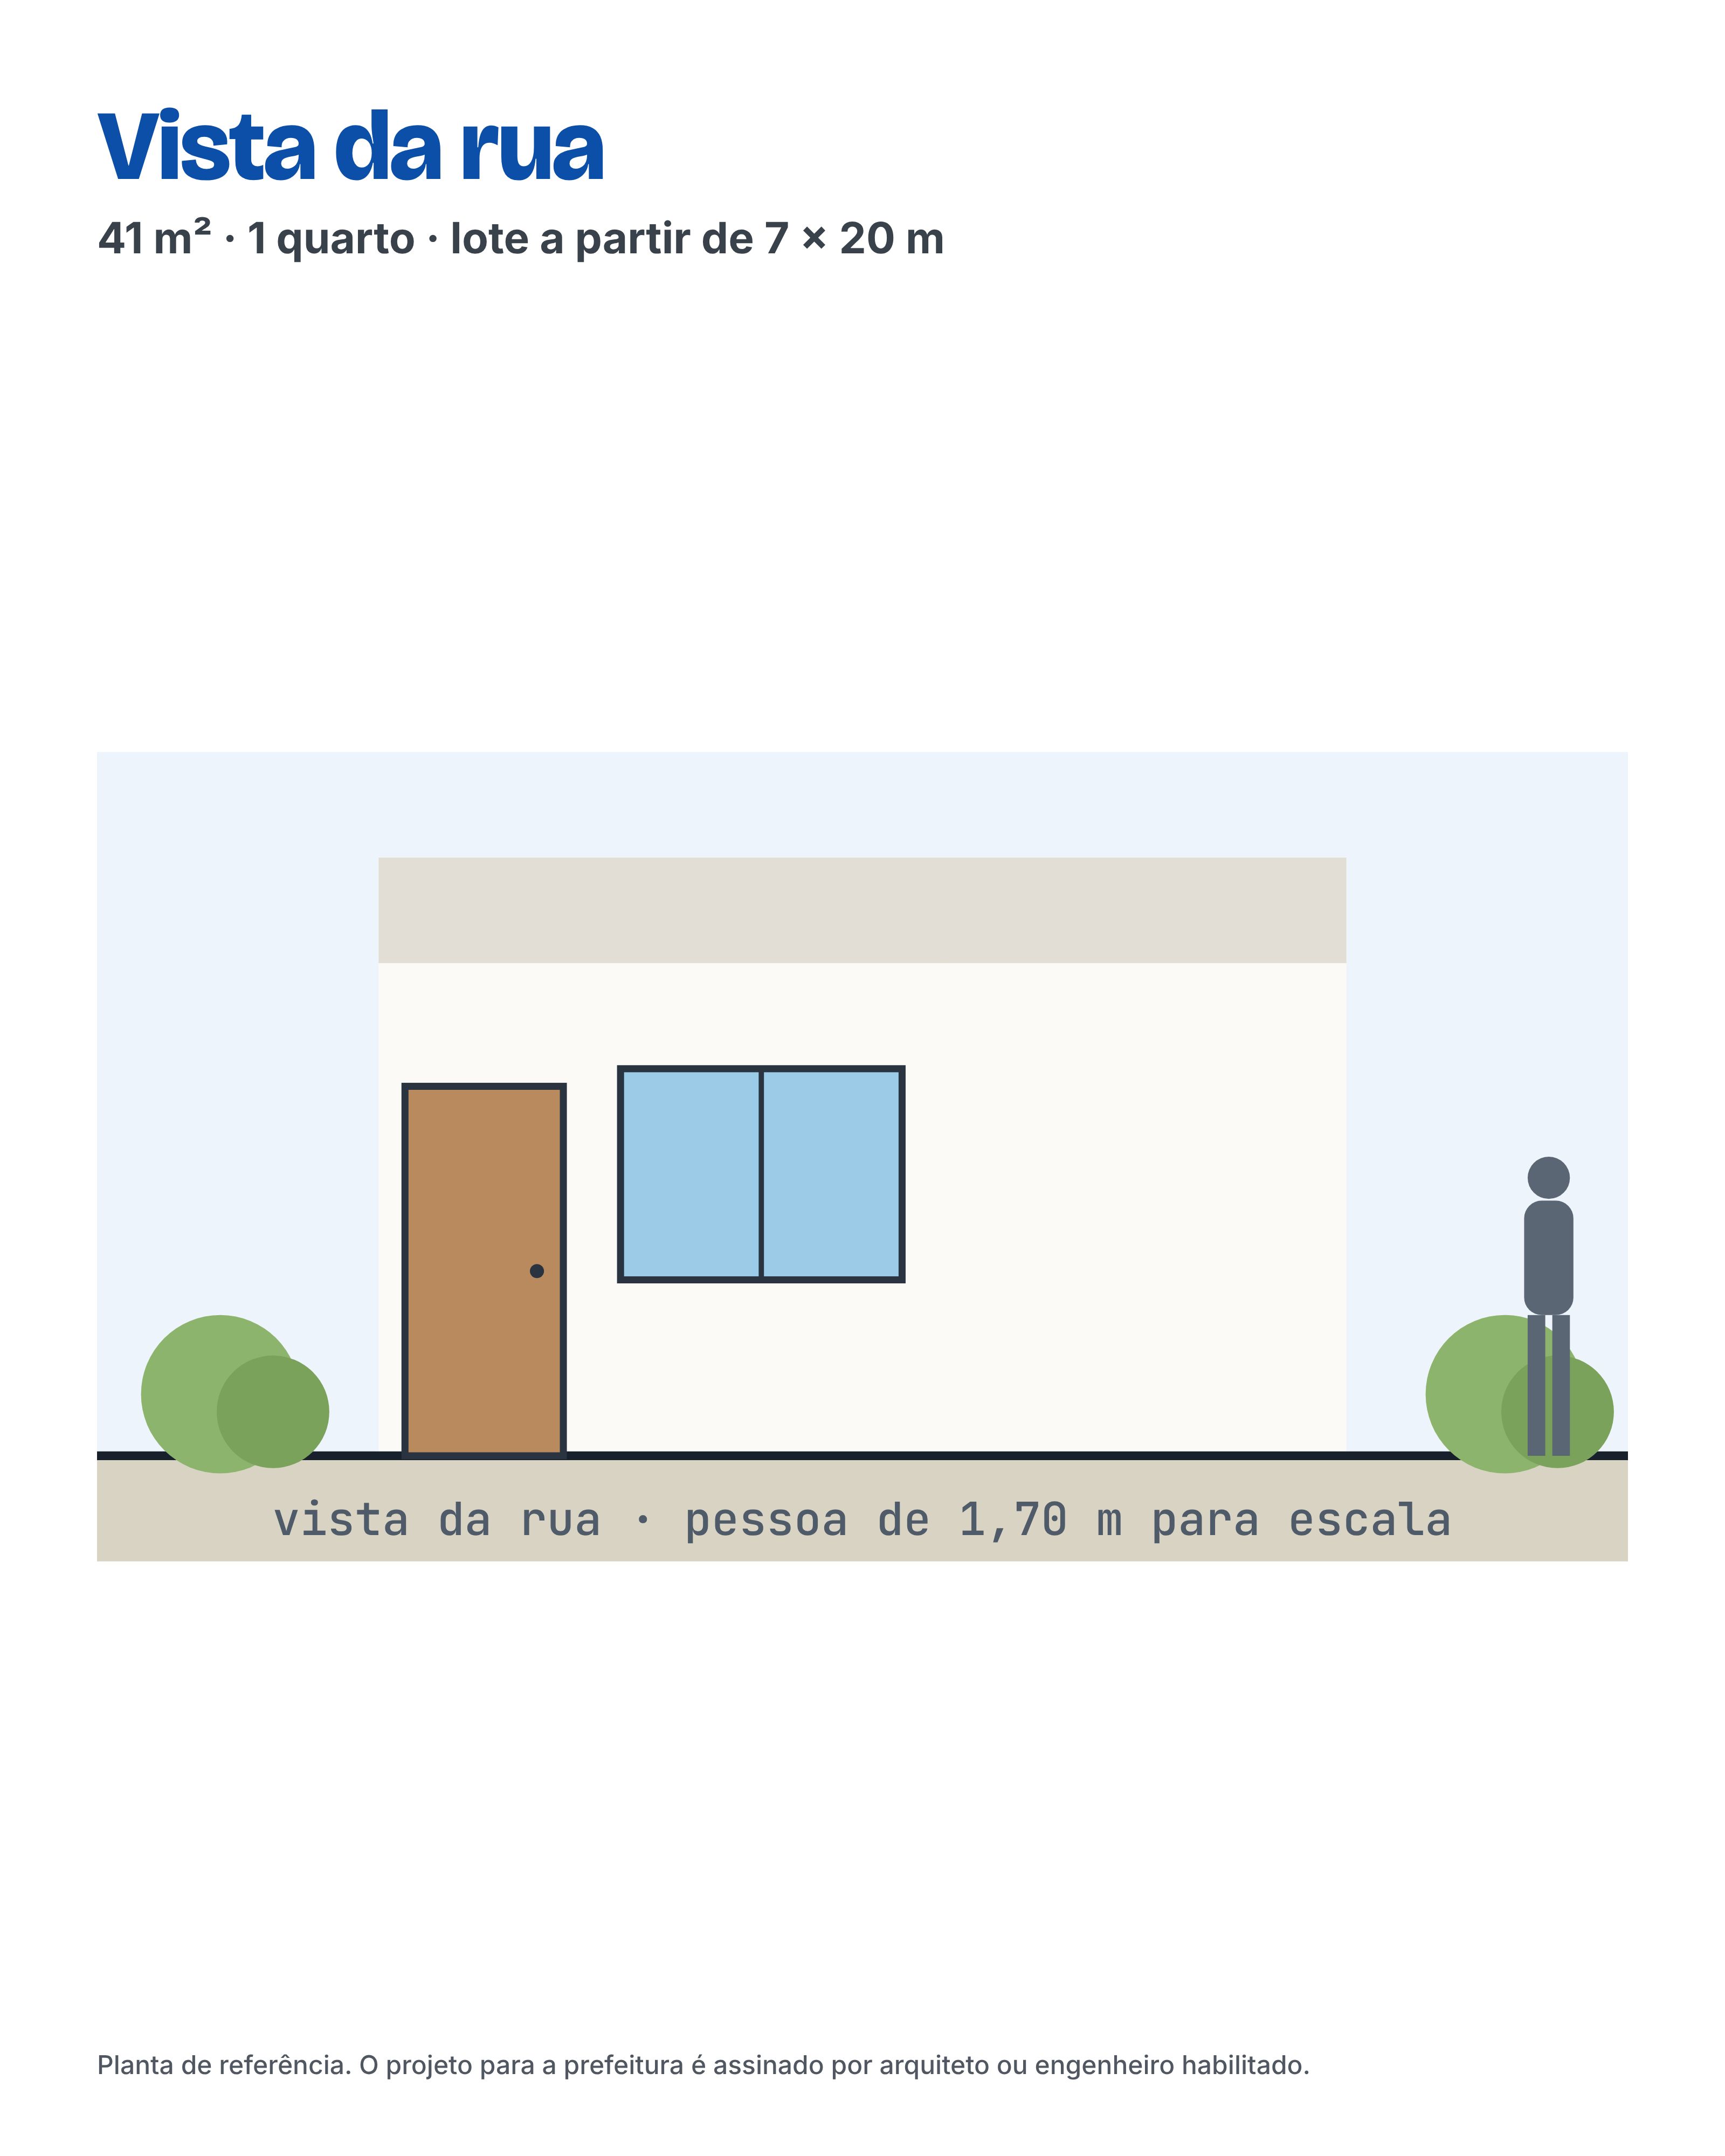 Vista da rua
41 m² · 1 quarto · lote a partir de 7 × 20 m
vista da rua · pessoa de 1,70 m para escala
Planta de referência. O projeto para a prefeitura é assinado por arquiteto ou engenheiro habilitado.